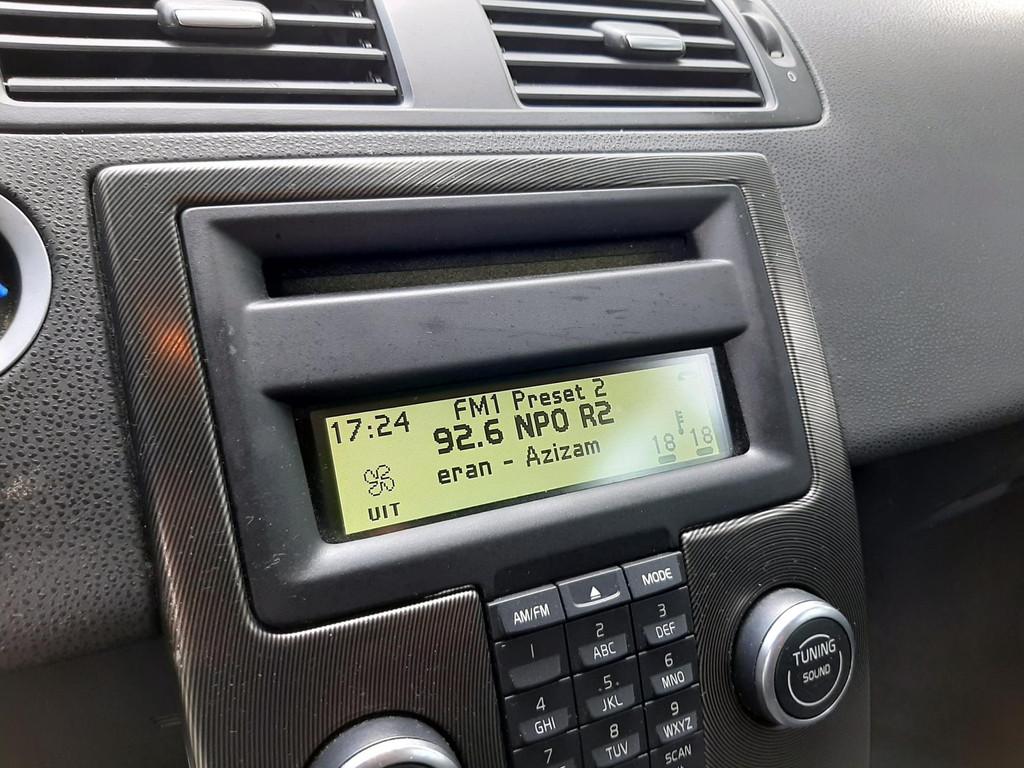 FM1 Preset 2
17:24
92.6 NPO R2
eran - Azizam
18 18
UIT
AM/FM
MODE
1
2
ABC
3
DEF
4
GHI
.5.
JKL
6
MNO
7
8
TUV
9
WXYZ
SCAN
TUNING
SOUND